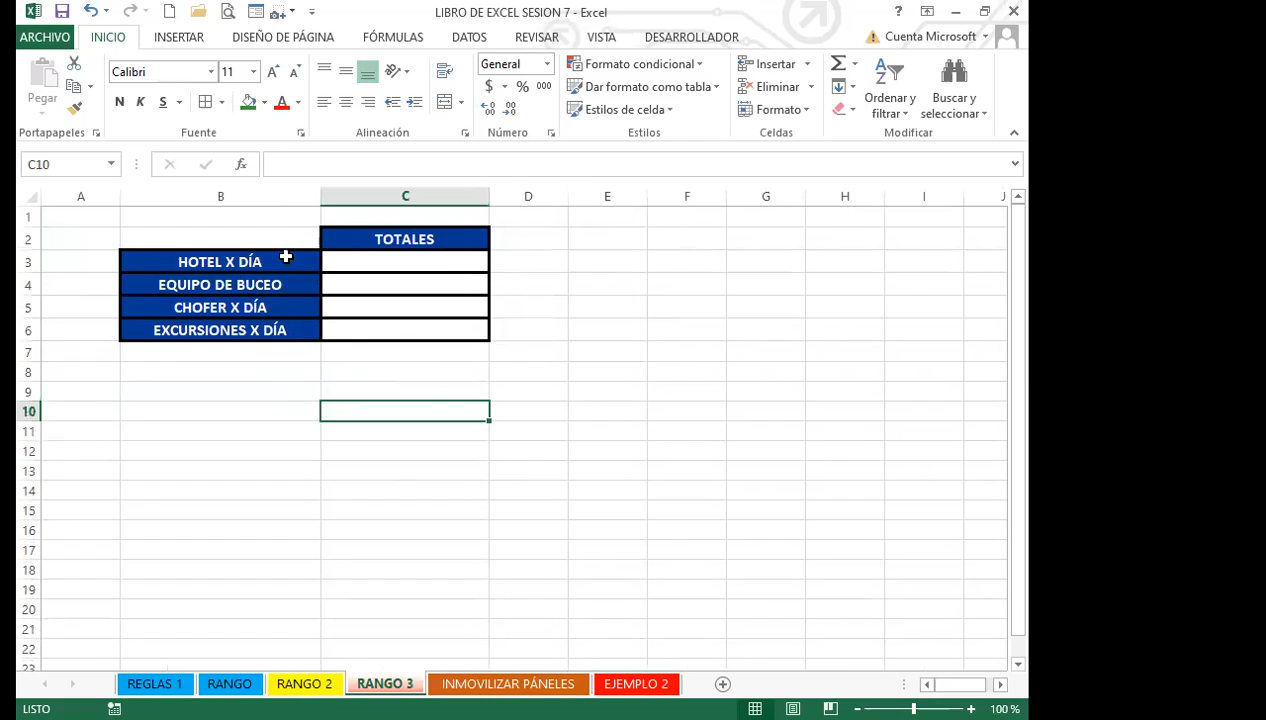 LIBRO DE EXCEL SESION 7 - Excel
?
ARCHIVO INICIO INSERTAR DISEÑO DE PÁGINA FÓRMULAS DATOS REVISAR VISTA DESARROLLADOR Cuenta Microsoft
Pegar
Calibri 11
N K S
General
$ % 000
Formato condicional
Dar formato como tabla
Estilos de celda
Insertar
Eliminar
Formato
Ordenar y filtrar
Buscar y seleccionar
Portapapeles Fuente Alineación Número Estilos Celdas Modificar
C10 fx
A B C D E F G H I J
1
2 TOTALES
3 HOTEL X DÍA
4 EQUIPO DE BUCEO
5 CHOFER X DÍA
6 EXCURSIONES X DÍA
7
8
9
10
11
12
13
14
15
16
17
18
19
20
21
22
23
REGLAS 1 RANGO RANGO 2 RANGO 3 INMOVILIZAR PÁNELES EJEMPLO 2
LISTO 100 %